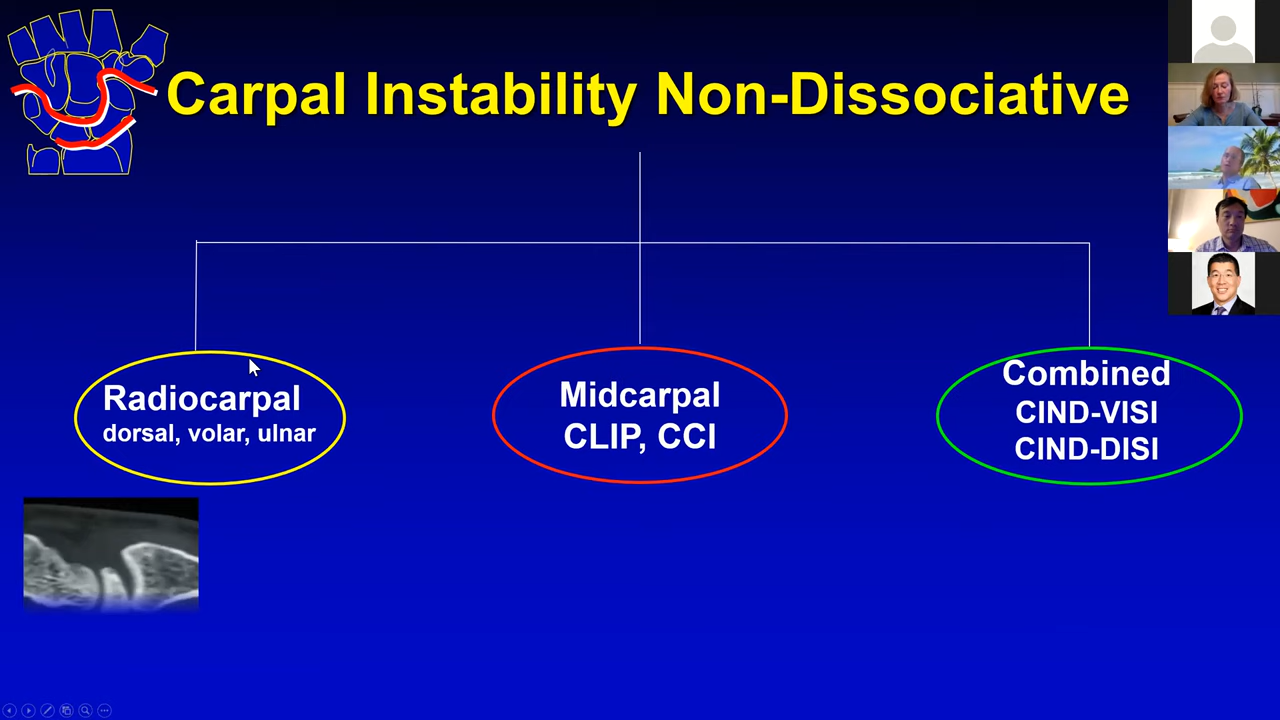 Carpal Instability Non-Dissociative
Radiocarpal
dorsal, volar, ulnar
Midcarpal
CLIP, CCI
Combined
CIND-VISI
CIND-DISI